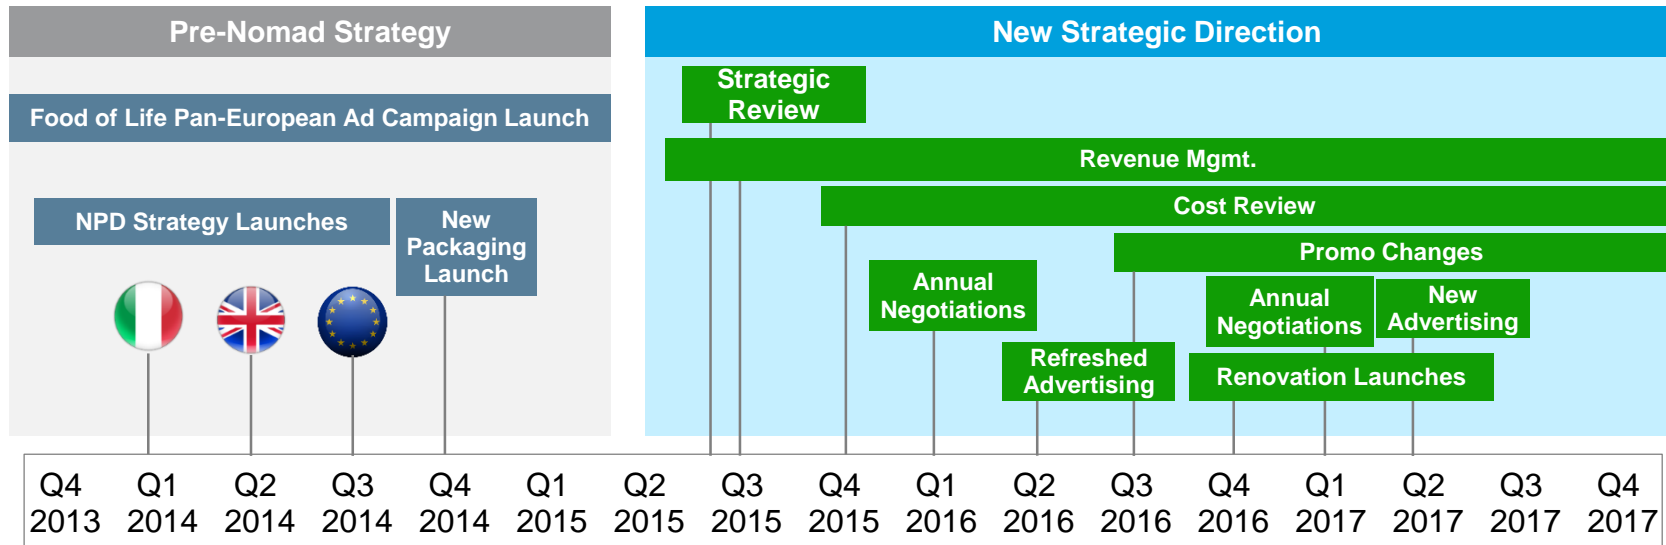 Pre-Nomad Strategy
Food of Life Pan-European Ad Campaign Launch
NPD Strategy Launches
New
Packaging
Launch
New Strategic Direction
Strategic
Review
Revenue Mgmt.
Cost Review
Promo Changes
Annual
Negotiations
Refreshed
Advertising
Annual
Negotiations
New
Advertising
Renovation Launches
Q4 Q1 Q2 Q3 Q4 Q1 Q2 Q3 Q4 Q1 Q2 Q3 Q4 Q1 Q2 Q3 Q4
2013 2014 2014 2014 2014 2015 2015 2015 2015 2016 2016 2016 2016 2017 2017 2017 2017